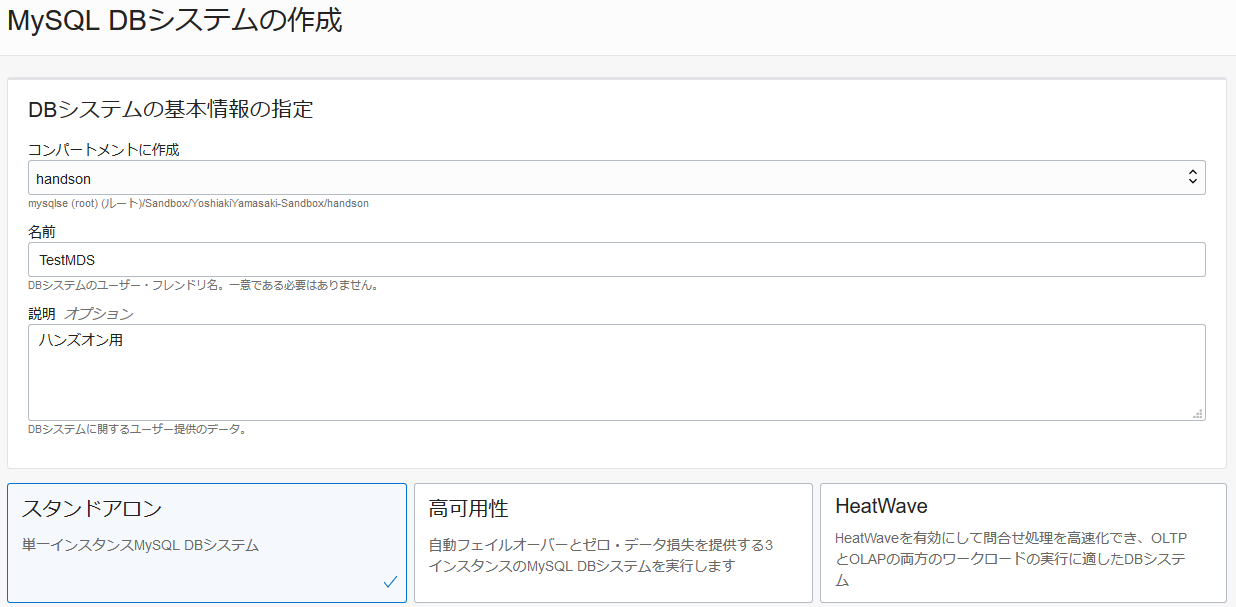 MySQL DBシステムの作成
DBシステムの基本情報の指定
コンパートメントに作成
handson
mysqlse (root) (ルート)/Sandbox/YoshiakiYamasaki-Sandbox/handson
名前
TestMDS
DBシステムのユーザー・フレンドリ名。一意である必要はありません。
説明 オプション
ハンズオン用
DBシステムに関するユーザー提供のデータ。
スタンドアロン
単一インスタンスMySQL DBシステム
高可用性
自動フェイルオーバーとゼロ・データ損失を提供する3
インスタンスのMySQL DBシステムを実行します
HeatWave
HeatWaveを有効にして問合せ処理を高速化でき、OLTP
とOLAPの両方のワークロードの実行に適したDBシステ
ム